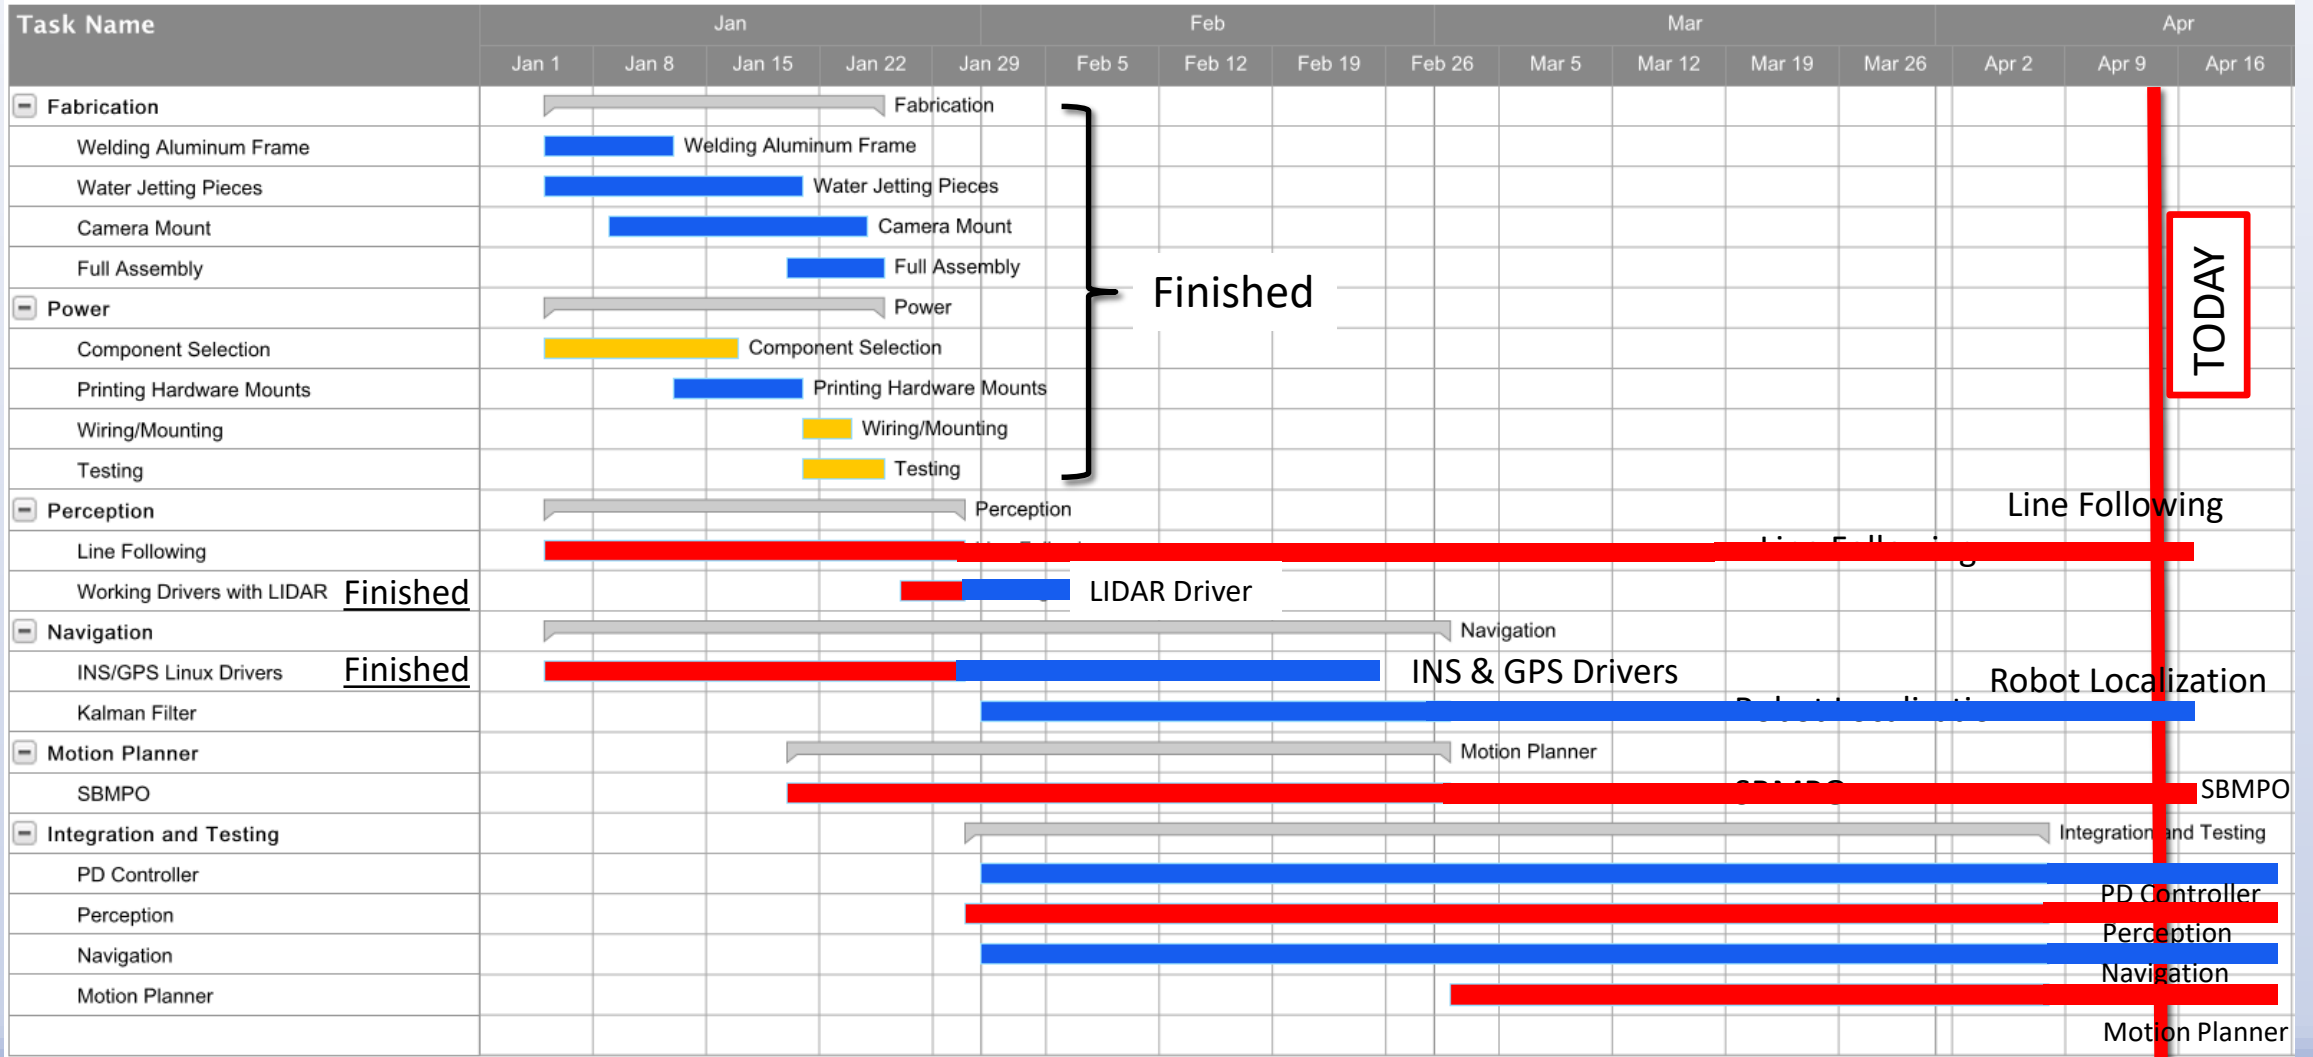 Task Name
Jan Feb Mar Apr
Jan 1 Jan 8 Jan 15 Jan 22 Jan 29 Feb 5 Feb 12 Feb 19 Feb 26 Mar 5 Mar 12 Mar 19 Mar 26 Apr 2 Apr 9 Apr 16
Fabrication Fabrication
Welding Aluminum Frame Welding Aluminum Frame
Water Jetting Pieces Water Jetting Pieces
Camera Mount Camera Mount
Full Assembly Full Assembly
Finished
TODAY
Power Power
Component Selection Component Selection
Printing Hardware Mounts Printing Hardware Mounts
Wiring/Mounting Wiring/Mounting
Testing Testing
Perception Perception
Line Following
Line Following
Line Following
Working Drivers with LIDAR Finished LIDAR Driver
Navigation Navigation
INS/GPS Linux Drivers Finished INS & GPS Drivers
Robot Localization
Kalman Filter Robot Localization
Motion Planner Motion Planner
SBMPO SBMPO SBMPO
Integration and Testing Integration and Testing
PD Controller
PD Controller
Perception
Perception
Navigation
Navigation
Motion Planner
Motion Planner